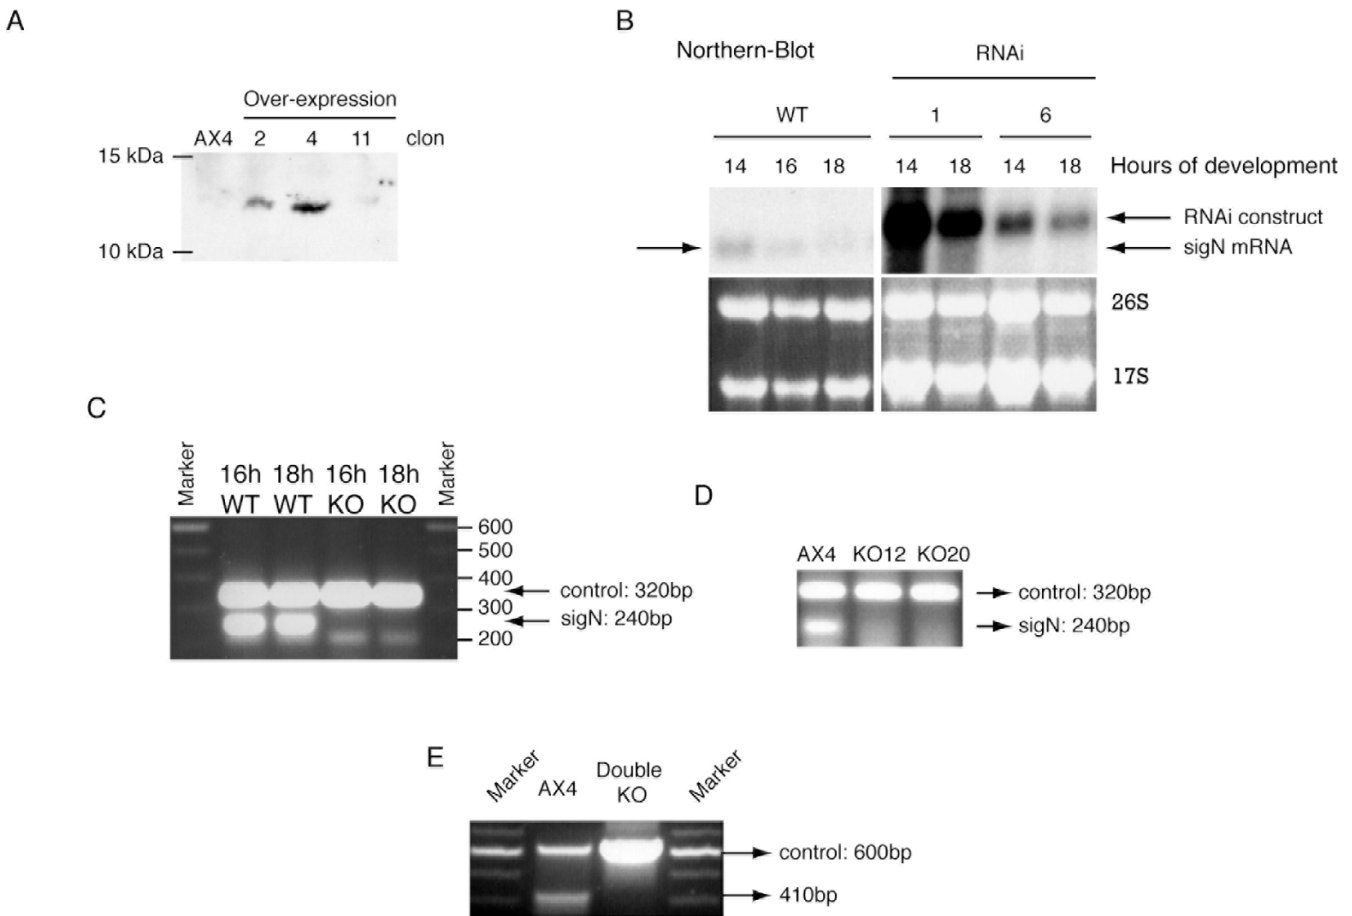 A
Over-expression
AX4 2 4 11 clon
15 kDa
10 kDa
B
Northern-Blot RNAi
WT 1 6
14 16 18 14 18 14 18 Hours of development
RNAi construct
sigN mRNA
26S
17S
C
Marker 16h 18h 16h 18h Marker
WT WT KO KO
600
500
400
control: 320bp
300
sigN: 240bp
200
D
AX4 KO12 KO20
control: 320bp
sigN: 240bp
E
Marker AX4 Double Marker
KO
control: 600bp
410bp